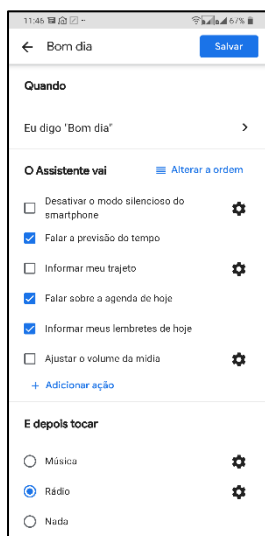 11:46
67%
Bom dia
Salvar
Quando
Eu digo "Bom dia"
O Assistente vai
Alterar a ordem
Desativar o modo silencioso do
smartphone
Falar a previsão do tempo
Informar meu trajeto
Falar sobre a agenda de hoje
Informar meus lembretes de hoje
Ajustar o volume da mídia
+ Adicionar ação
E depois tocar
Música
Rádio
Nada